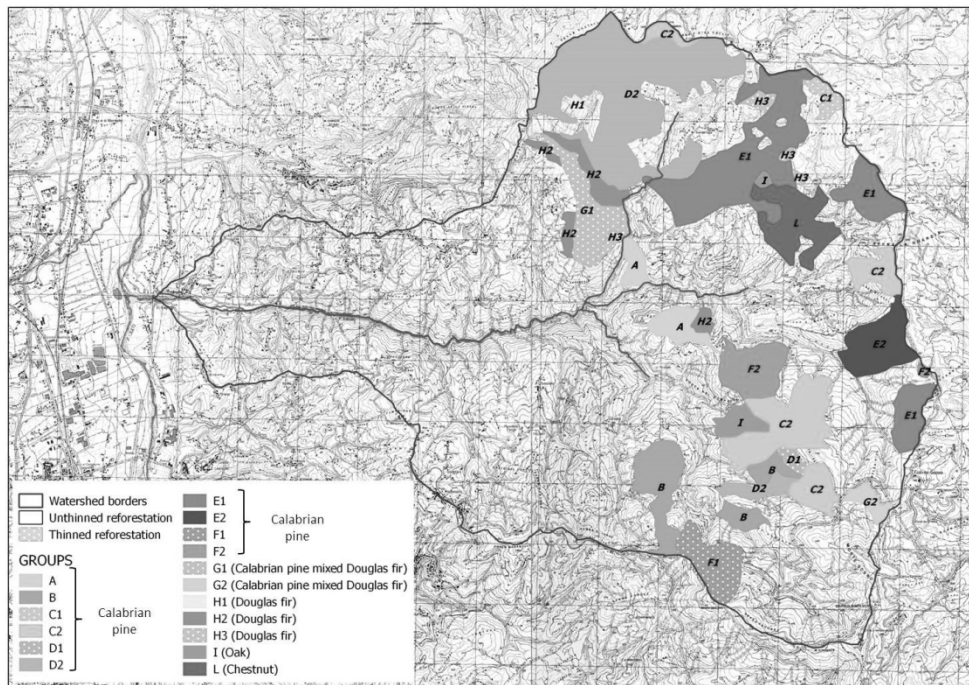 C2
D2
H1
H3
C1
H2
E1
H3
H2
I
H3
E1
G1
L
H2
H3
A
C2
A
H2
E2
F2
F2
E1
I
C2
D1
B
B
D2
C2
G2
B
F1
Watershed borders
Unthinned reforestation
Thinned reforestation
GROUPS
A
B
C1
C2
D1
D2
Calabrian
pine
E1
E2
F1
F2
Calabrian
pine
G1 (Calabrian pine mixed Douglas fir)
G2 (Calabrian pine mixed Douglas fir)
H1 (Douglas fir)
H2 (Douglas fir)
H3 (Douglas fir)
I (Oak)
L (Chestnut)